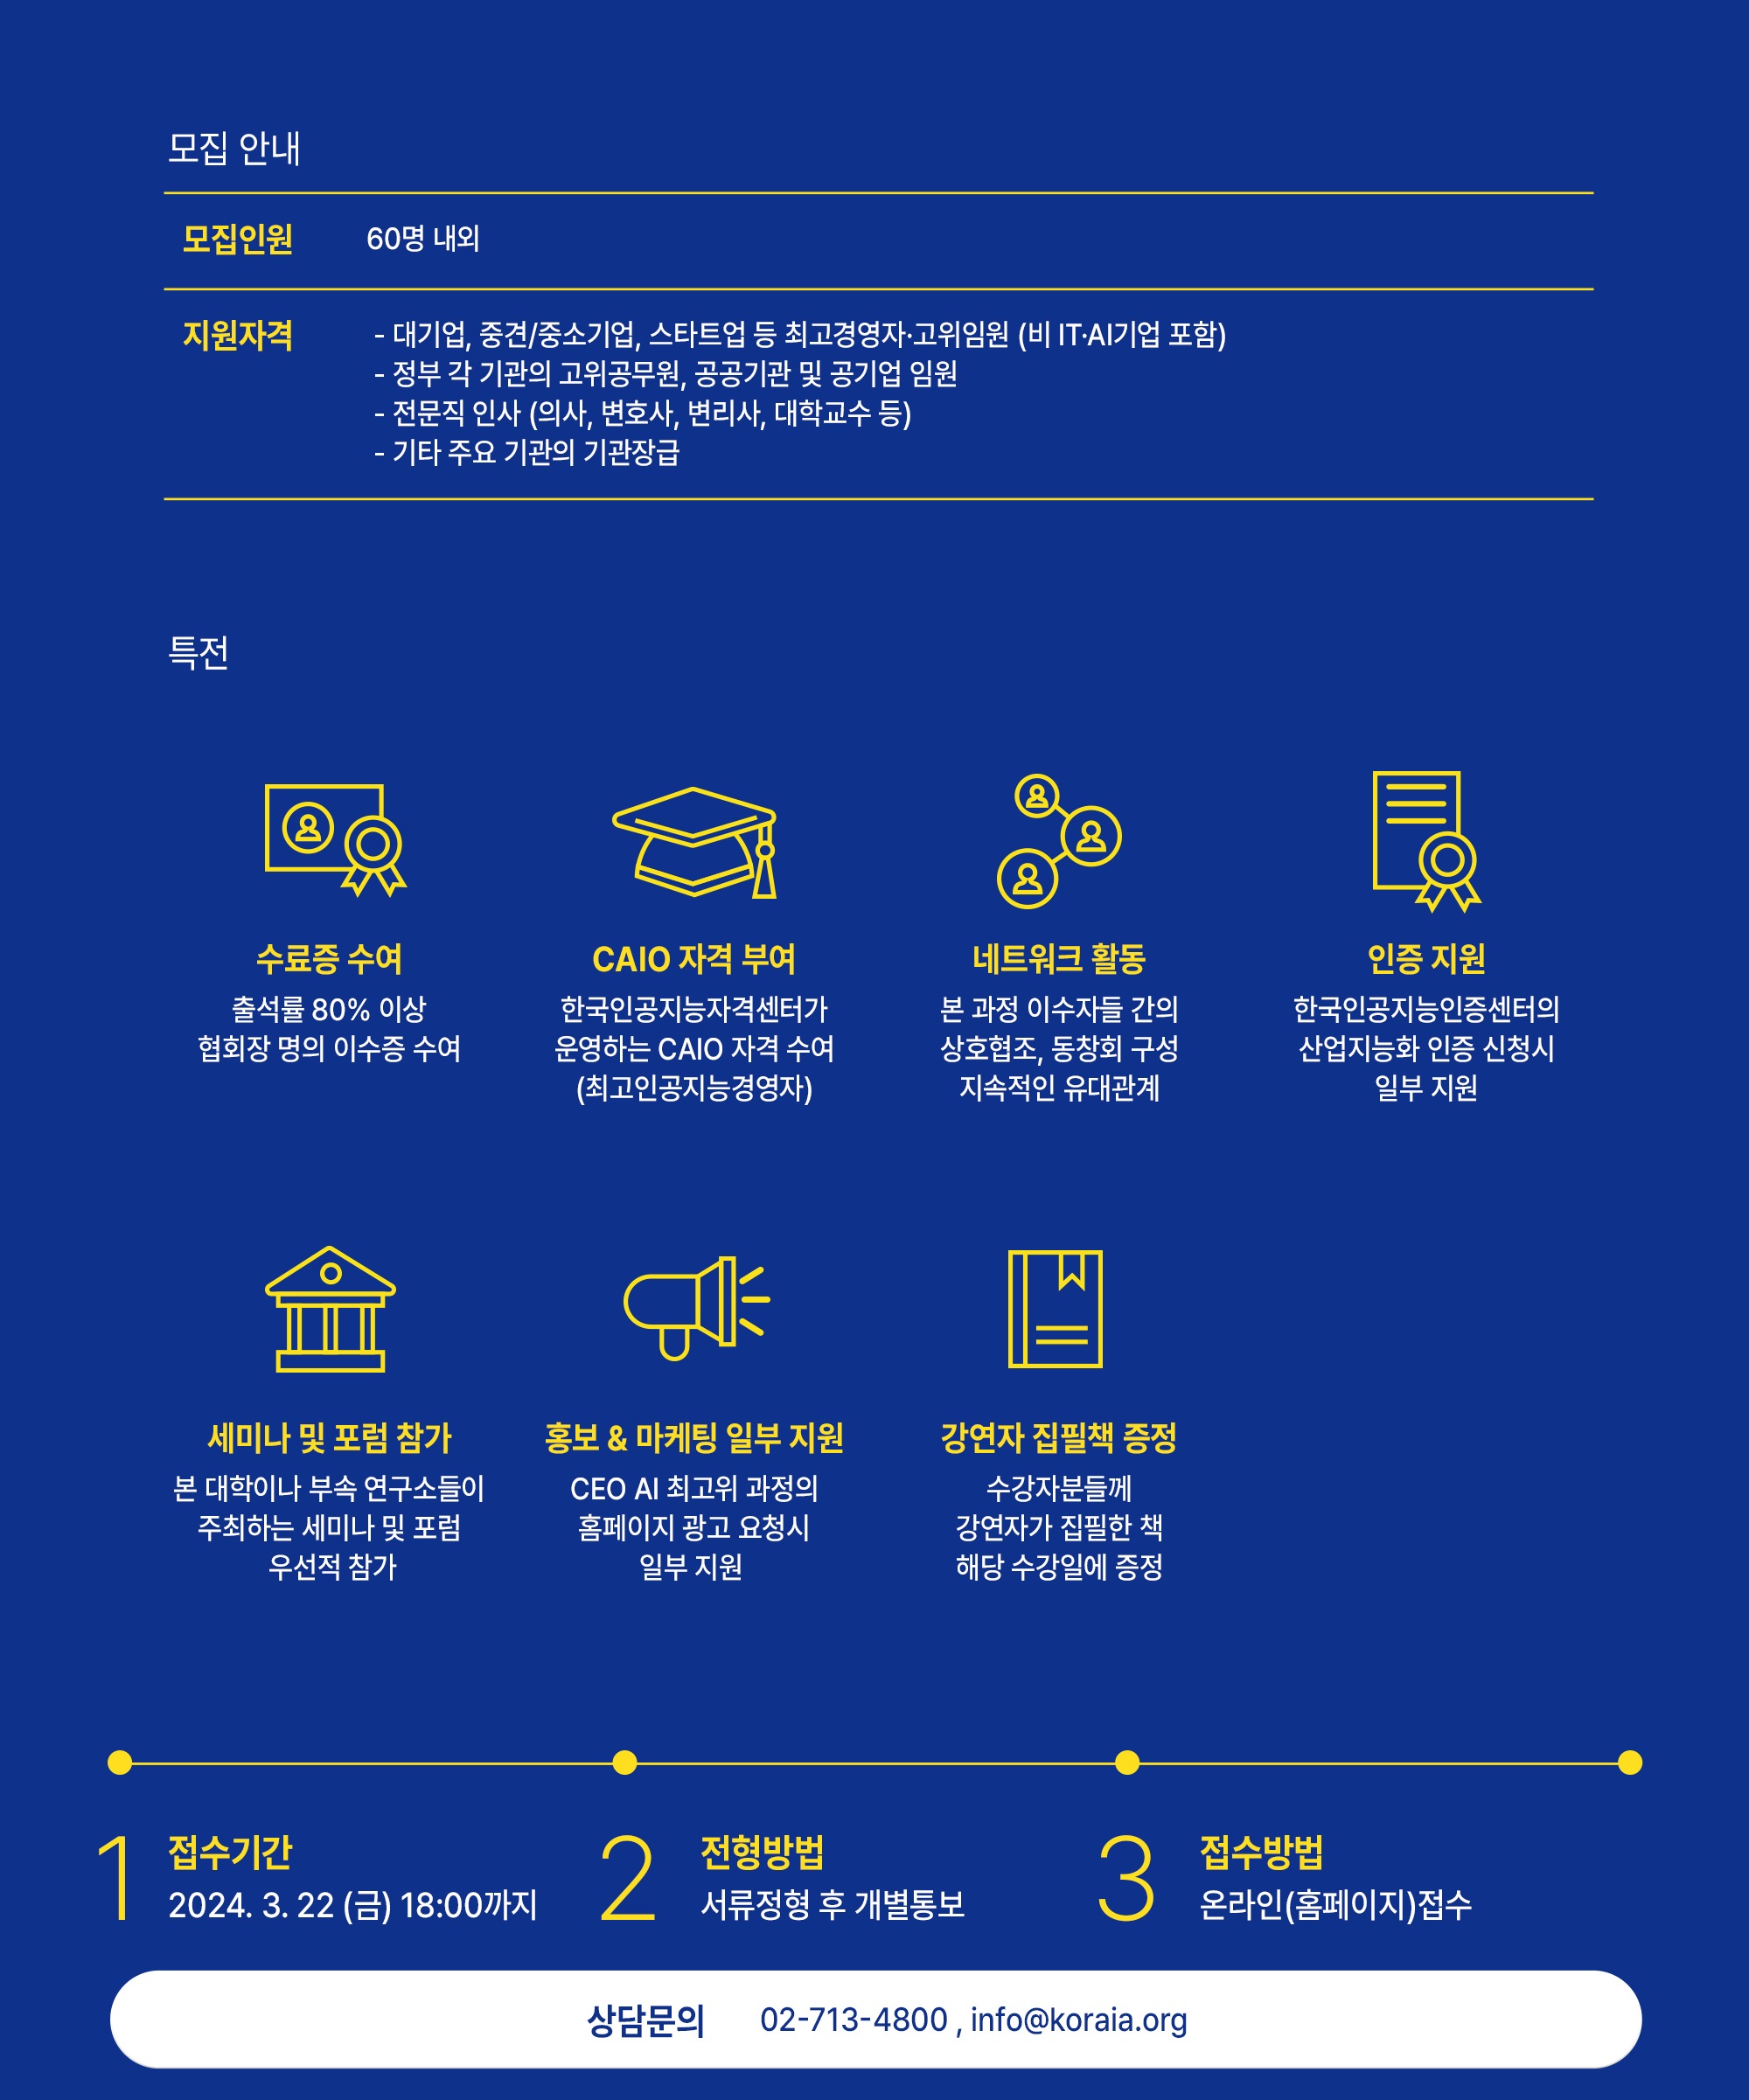 모집 안내
모집인원 60명 내외
지원자격 - 대기업, 중견/중소기업, 스타트업 등 최고경영자·고위임원 (비 IT·AI기업 포함)
- 정부 각 기관의 고위공무원, 공공기관 및 공기업 임원
- 전문직 인사 (의사, 변호사, 변리사, 대학교수 등)
- 기타 주요 기관의 기관장급
특전
수료증 수여
출석률 80% 이상
협회장 명의 이수증 수여
CAIO 자격 부여
한국인공지능자격센터가
운영하는 CAIO 자격 수여
(최고인공지능경영자)
네트워크 활동
본 과정 이수자들 간의
상호협조, 동창회 구성
지속적인 유대관계
인증 지원
한국인공지능인증센터의
산업지능화 인증 신청시
일부 지원
세미나 및 포럼 참가
본 대학이나 부속 연구소들이
주최하는 세미나 및 포럼
우선적 참가
홍보 & 마케팅 일부 지원
CEO AI 최고위 과정의
홈페이지 광고 요청시
일부 지원
강연자 집필책 증정
수강자분들께
강연자가 집필한 책
해당 수강일에 증정
1 접수기간
2024. 3. 22 (금) 18:00까지
2 전형방법
서류정형 후 개별통보
3 접수방법
온라인(홈페이지)접수
상담문의 02-713-4800 , info@koraia.org